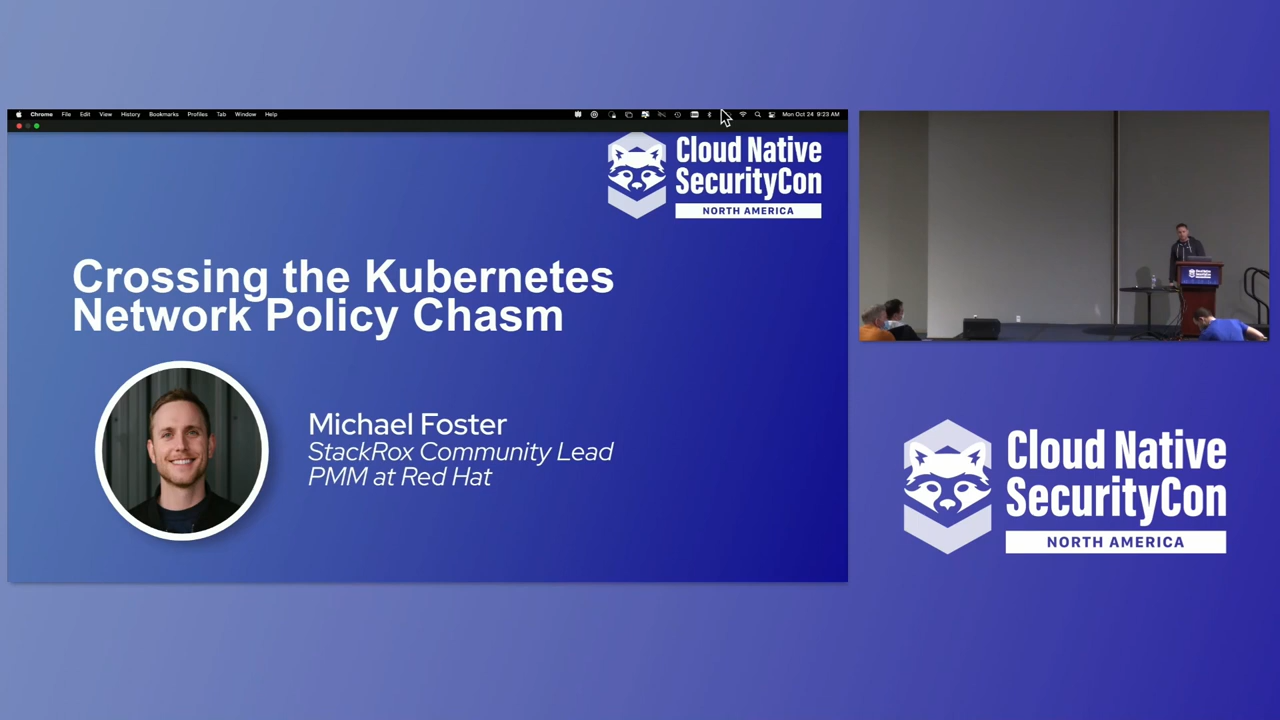 Chrome File Edit View History Bookmarks Profiles Tab Window Help Mon Oct 24 9:23 AM
Cloud Native
SecurityCon
NORTH AMERICA
Crossing the Kubernetes
Network Policy Chasm
Michael Foster
StackRox Community Lead
PMM at Red Hat
Cloud Native
SecurityCon
NORTH AMERICA